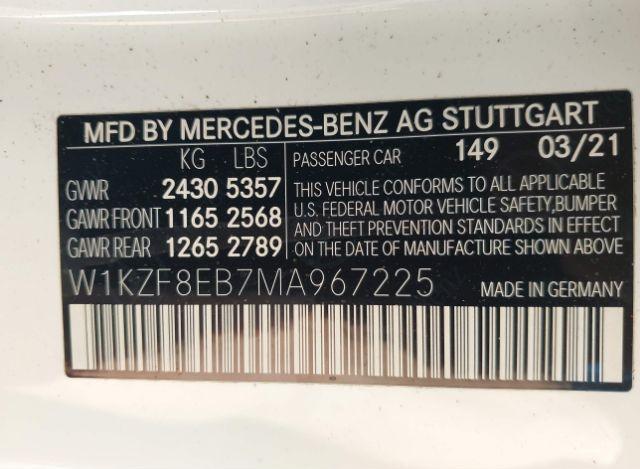 MFD BY MERCEDES-BENZ AG STUTTGART
KG LBS PASSENGER CAR 149 03/21
GVWR 2430 5357
GAWR FRONT 1165 2568
GAWR REAR 1265 2789
THIS VEHICLE CONFORMS TO ALL APPLICABLE
U.S. FEDERAL MOTOR VEHICLE SAFETY,BUMPER
AND THEFT PREVENTION STANDARDS IN EFFECT
ON THE DATE OF MANUFACTURE SHOWN ABOVE
W1KZF8EB7MA967225 MADE IN GERMANY